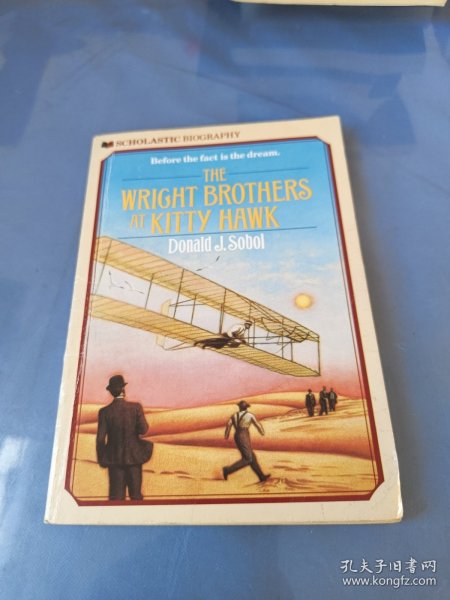 SCHOLASTIC BIOGRAPHY
Before the fact is the dream.
THE
WRIGHT BROTHERS
AT KITTY HAWK
Donald J. Sobol
孔夫子旧书网
www.kongfz.com